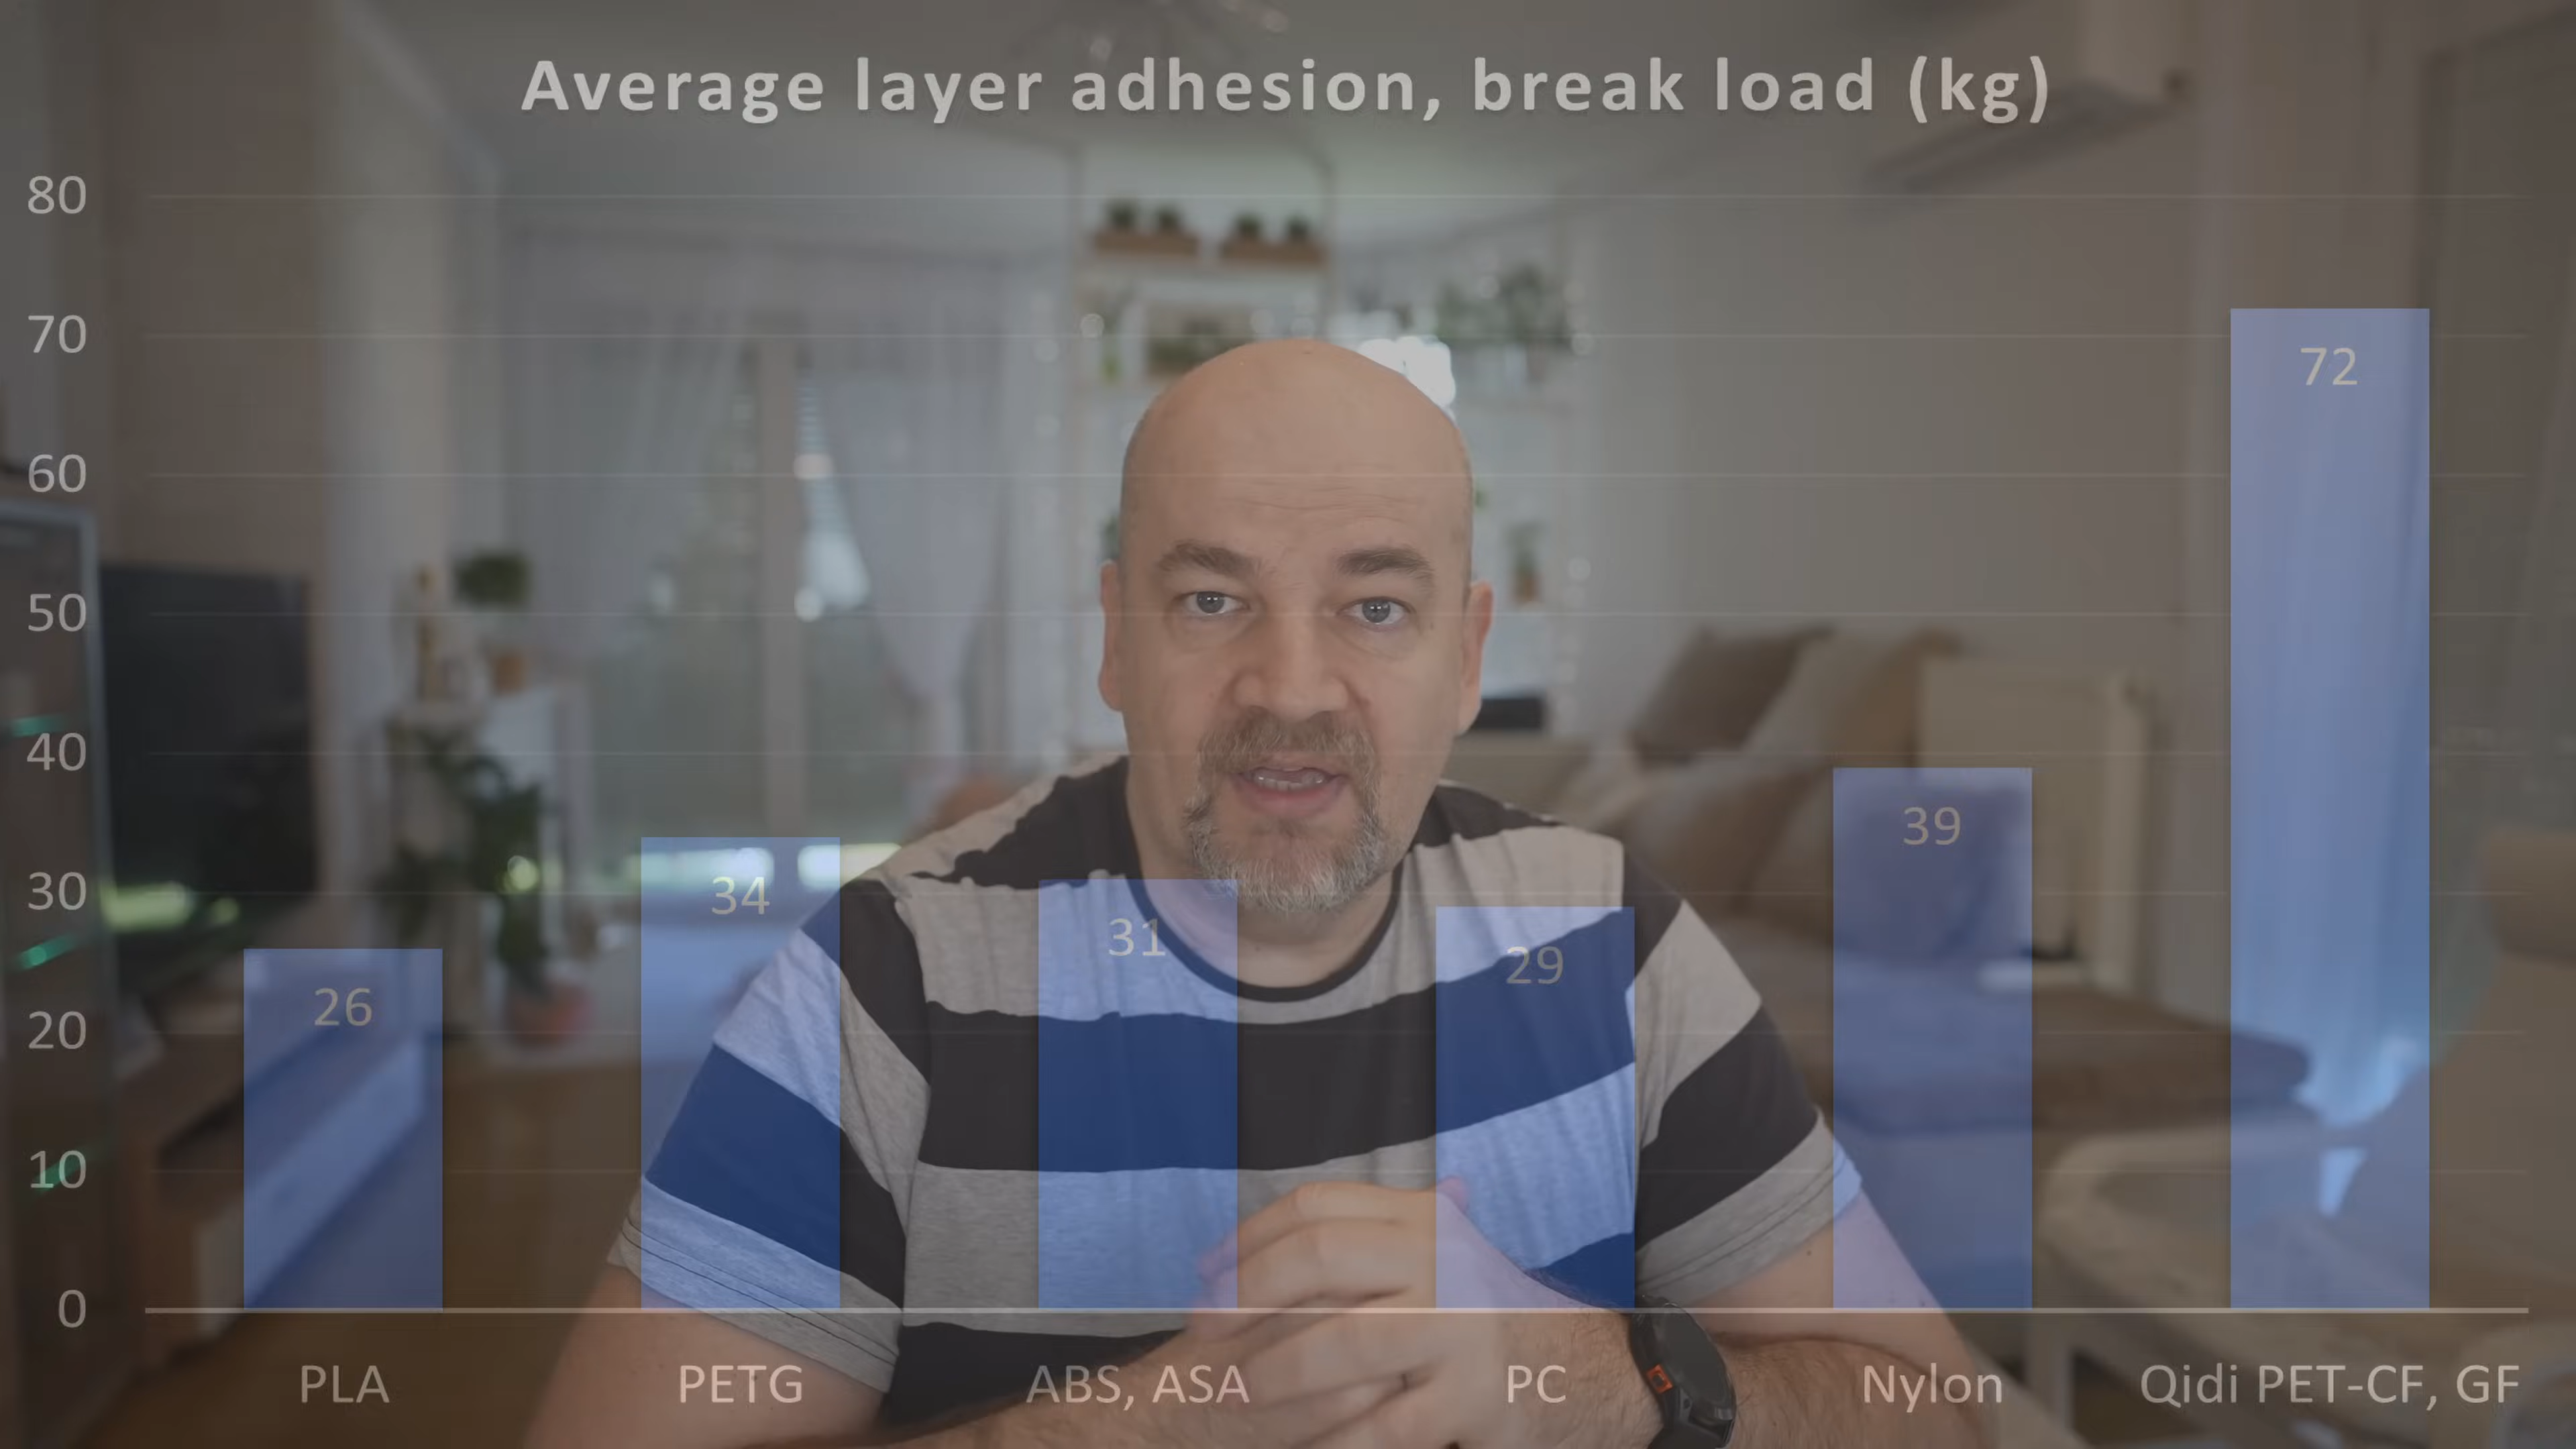 Average layer adhesion, break load (kg)
80
70
60
50
40
30
20
10
0
26
34
31
29
39
72
PLA
PETG
ABS, ASA
PC
Nylon
Qidi PET-CF, GF